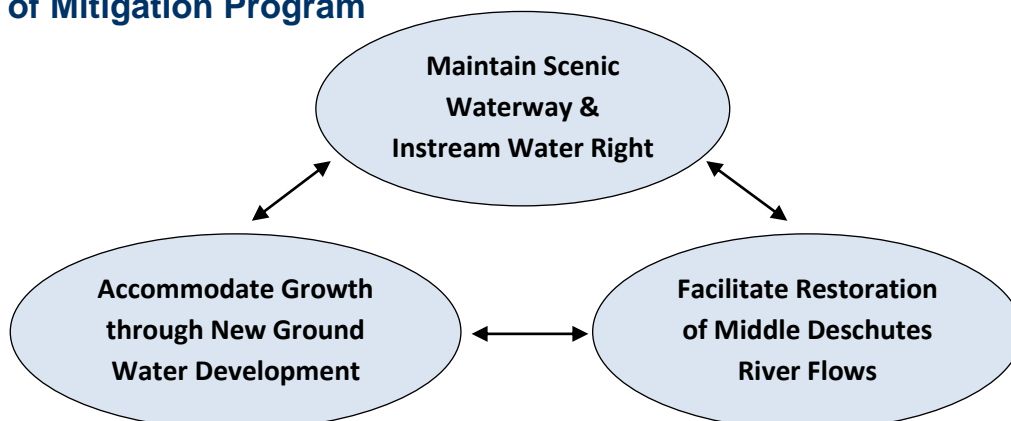 of Mitigation Program
Maintain Scenic
Waterway &
Instream Water Right
Accommodate Growth
through New Ground
Water Development
Facilitate Restoration
of Middle Deschutes
River Flows